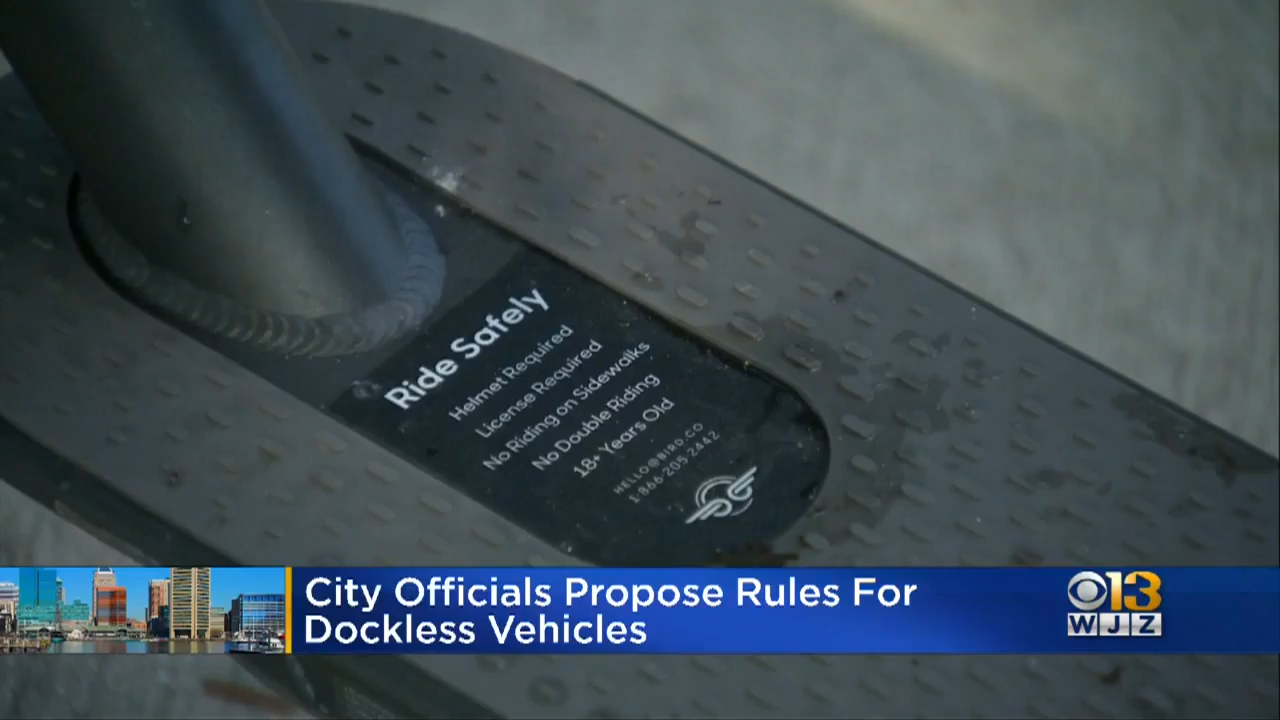 Ride Safely
Helmet Required
License Required
No Riding on Sidewalks
No Double Riding
18+ Years Old
HELLO@BIRD.CO
1-866-205-2442
City Officials Propose Rules For
Dockless Vehicles
13
WJZ